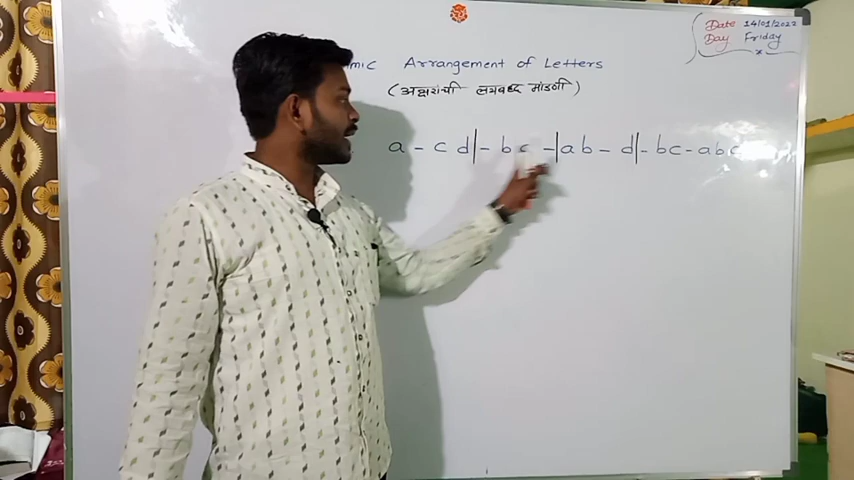 Date 14/01/2022
Day Friday
mic Arrangement of Letters
(अक्षरांची लयबद्ध मांडणी)
a - c d | - b c - | a b - d | - b c - a b c